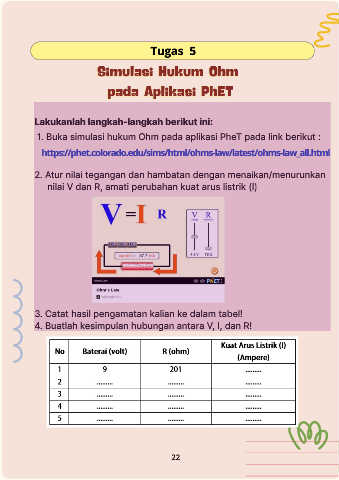 Tugas 5
Simulasi Hukum Ohm
pada Aplikasi PhET
Lakukanlah langkah-langkah berikut ini:
1. Buka simulasi hukum Ohm pada aplikasi PheT pada link berikut :
https://phet.colorado.edu/sims/html/ohms-law/latest/ohms-law_all.html
2. Atur nilai tegangan dan hambatan dengan menaikan/menurunkan
nilai V dan R, amati perubahan kuat arus listrik (I)
V = I R
V R
Ohm's Law
PhET
3. Catat hasil pengamatan kalian ke dalam tabel!
4. Buatlah kesimpulan hubungan antara V, I, dan R!
No Baterai (volt) R (ohm) Kuat Arus Listrik (I)
(Ampere)
1 9 201 .........
2 ......... ......... .........
3 ......... ......... .........
4 ......... ......... .........
5 ......... ......... .........
22